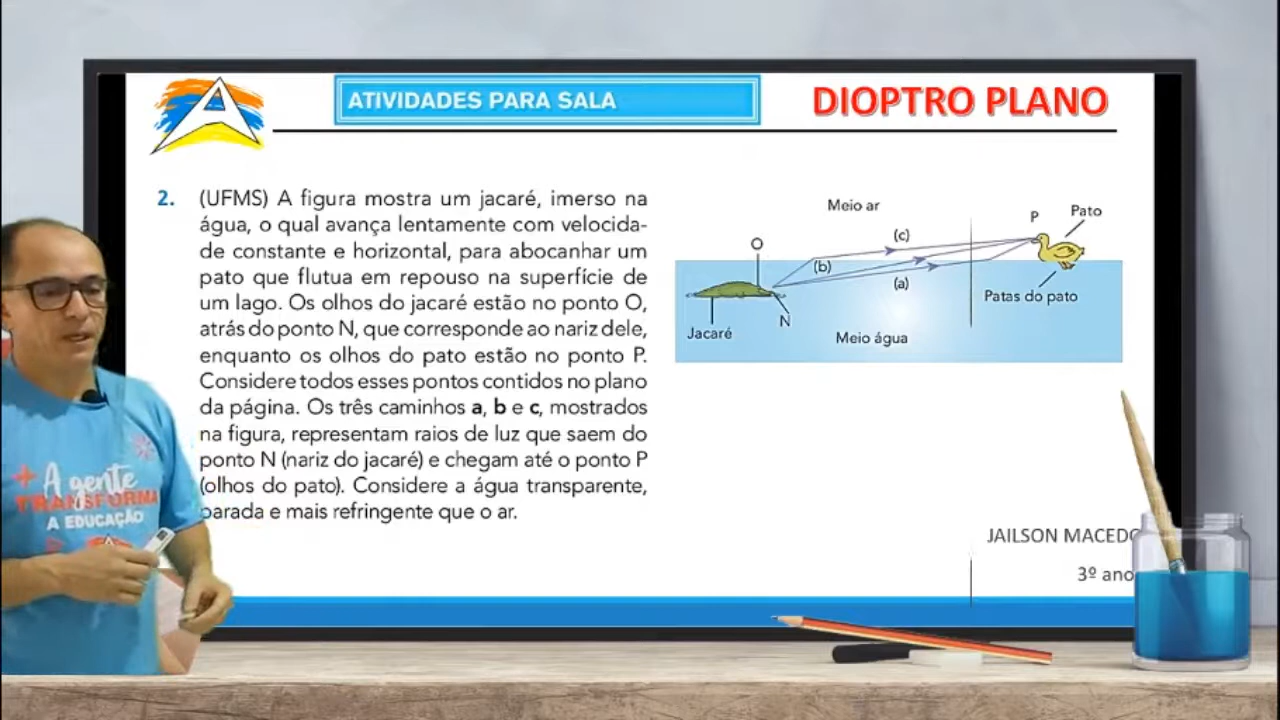 ATIVIDADES PARA SALA
DIOPTRO PLANO
2. (UFMS) A figura mostra um jacaré, imerso na
água, o qual avança lentamente com velocida-
de constante e horizontal, para abocanhar um
pato que flutua em repouso na superfície de
um lago. Os olhos do jacaré estão no ponto O,
atrás do ponto N, que corresponde ao nariz dele,
enquanto os olhos do pato estão no ponto P.
Considere todos esses pontos contidos no plano
da página. Os três caminhos a, b e c, mostrados
na figura, representam raios de luz que saem do
ponto N (nariz do jacaré) e chegam até o ponto P
(olhos do pato). Considere a água transparente,
parada e mais refringente que o ar.
Meio ar
P
Pato
O
(c)
(b)
(a)
Patas do pato
N
Jacaré
Meio água
JAILSON MACEDO
3º ano
+ A gente
TRANSFORMA
A EDUCAÇÃO